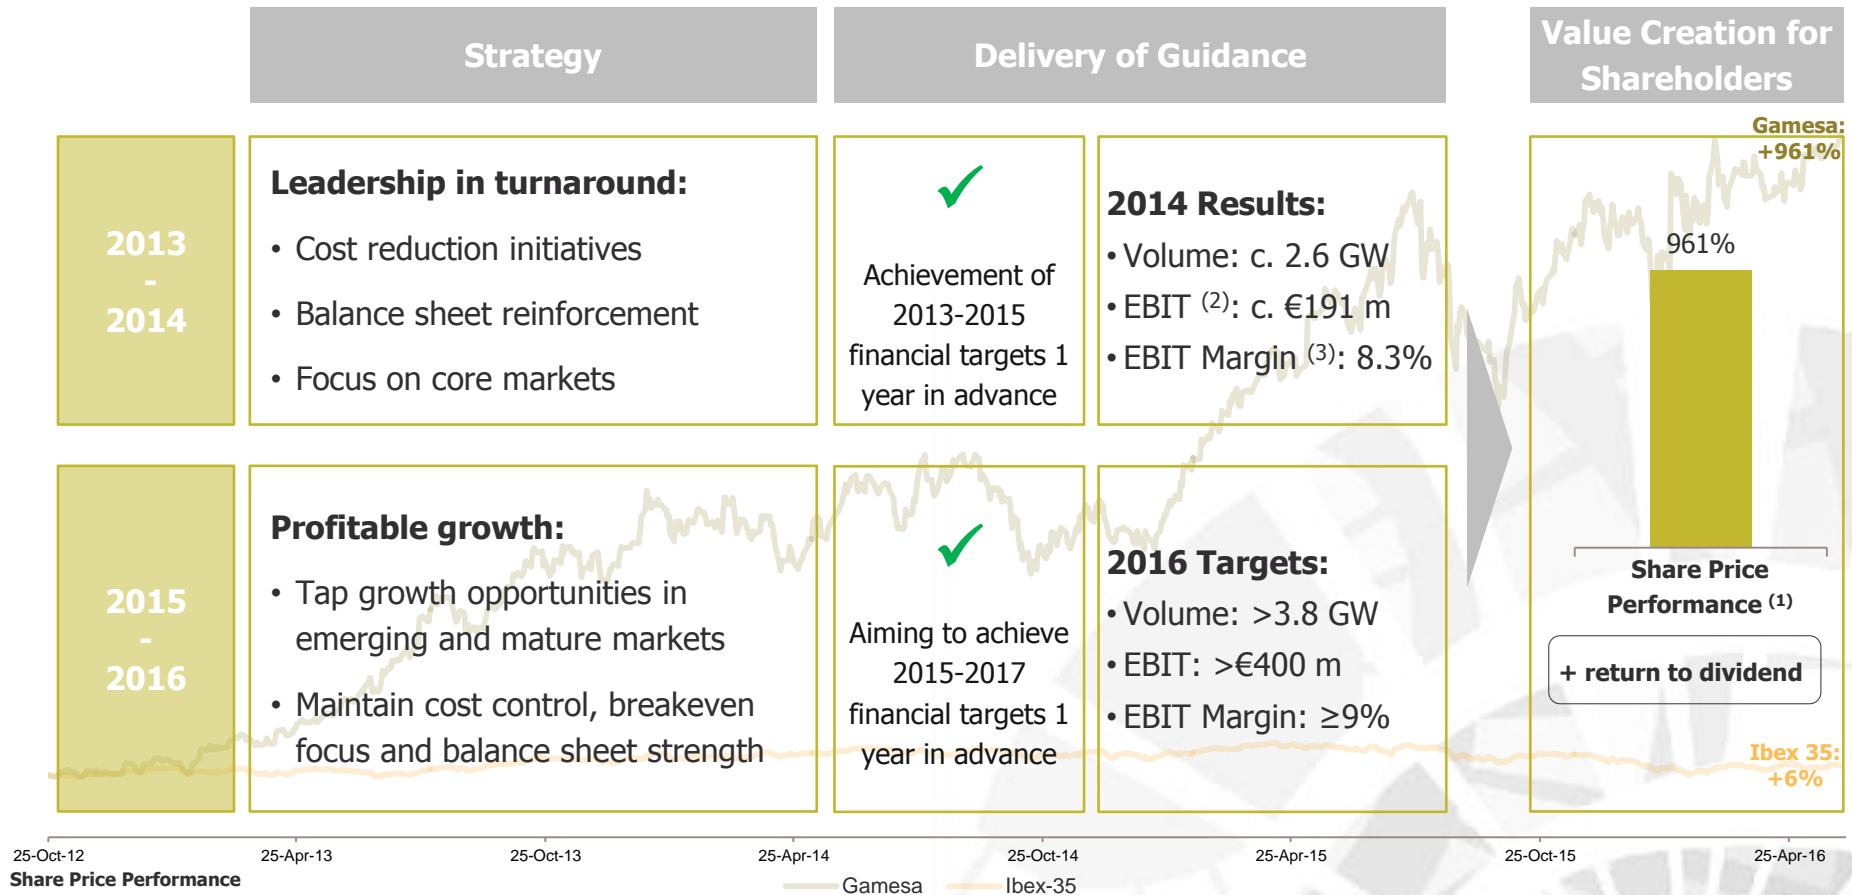 Strategy
Delivery of Guidance
Value Creation for
Shareholders
2013
-
2014
Leadership in turnaround:
• Cost reduction initiatives
• Balance sheet reinforcement
• Focus on core markets
✓
Achievement of
2013-2015
financial targets 1
year in advance
2014 Results:
• Volume: c. 2.6 GW
• EBIT (2): c. €191 m
• EBIT Margin (3): 8.3%
Gamesa:
+961%
961%
Share Price
Performance (1)
+ return to dividend
Ibex 35:
+6%
2015
-
2016
Profitable growth:
• Tap growth opportunities in
emerging and mature markets
• Maintain cost control, breakeven
focus and balance sheet strength
✓
Aiming to achieve
2015-2017
financial targets 1
year in advance
2016 Targets:
• Volume: >3.8 GW
• EBIT: >€400 m
• EBIT Margin: ≥9%
25-Oct-12
25-Apr-13
25-Oct-13
25-Apr-14
25-Oct-14
25-Apr-15
25-Oct-15
25-Apr-16
Share Price Performance
Gamesa
Ibex-35